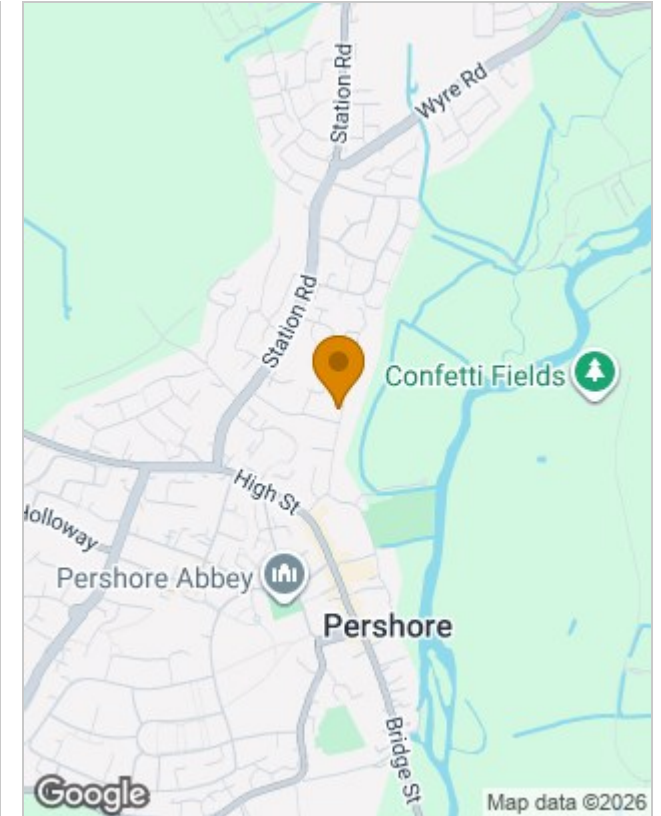 Station Rd
Wyre Rd
Station Rd
Confetti Fields
High St
Holloway
Pershore Abbey
Pershore
Bridge St
Google
Map data ©2026